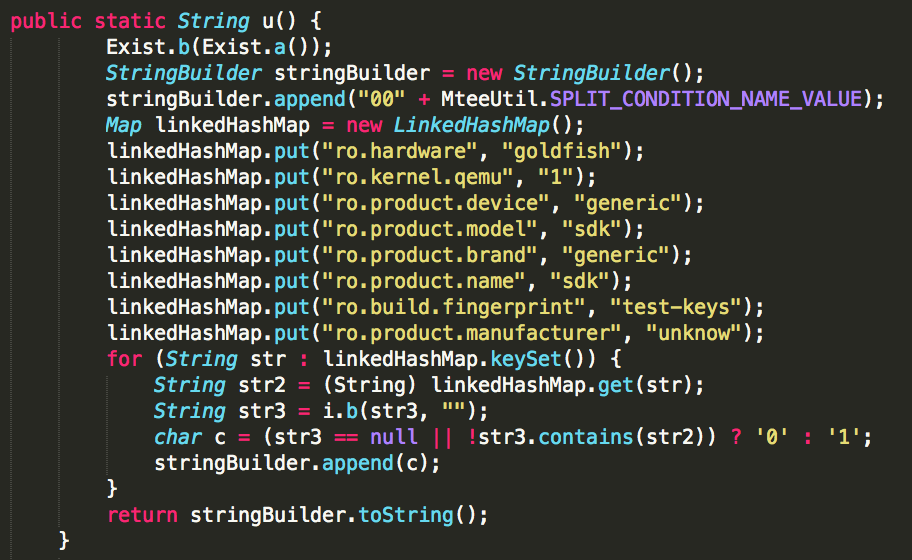 public static String u() {
Exist.b(Exist.a());
StringBuilder stringBuilder = new StringBuilder();
stringBuilder.append("00" + MteeUtil.SPLIT_CONDITION_NAME_VALUE);
Map linkedHashMap = new LinkedHashMap();
linkedHashMap.put("ro.hardware", "goldfish");
linkedHashMap.put("ro.kernel.qemu", "1");
linkedHashMap.put("ro.product.device", "generic");
linkedHashMap.put("ro.product.model", "sdk");
linkedHashMap.put("ro.product.brand", "generic");
linkedHashMap.put("ro.product.name", "sdk");
linkedHashMap.put("ro.build.fingerprint", "test-keys");
linkedHashMap.put("ro.product.manufacturer", "unknow");
for (String str : linkedHashMap.keySet()) {
String str2 = (String) linkedHashMap.get(str);
String str3 = i.b(str3, "");
char c = (str3 == null || !str3.contains(str2)) ? '0' : '1';
stringBuilder.append(c);
}
return stringBuilder.toString();
}